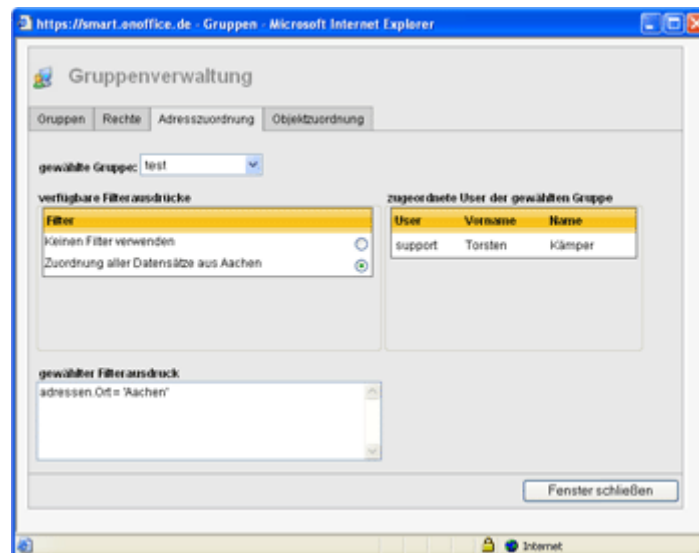 https://smart.onoffice.de - Gruppen - Microsoft Internet Explorer
Gruppenverwaltung
Gruppen Rechte Adresszuordnung Objektzuordnung
gewählte Gruppe: test
verfügbare Filterausdrücke
Filter
Keinen Filter verwenden
Zuordnung aller Datensätze aus Aachen
zugeordnete User der gewählten Gruppe
User Vorname Name
support Torsten Kämper
gewählter Filterausdruck
adressen.Ort = 'Aachen'
Fenster schließen
Internet